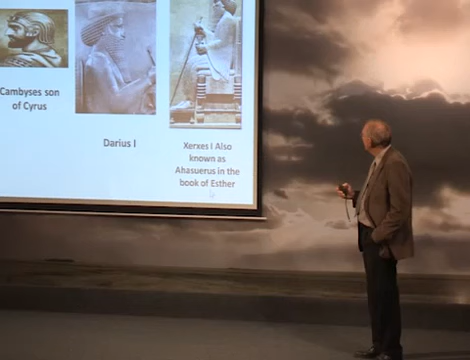 Cambyses son
of Cyrus
Darius I
Xerxes I Also
known as
Ahasuerus in the
book of Esther